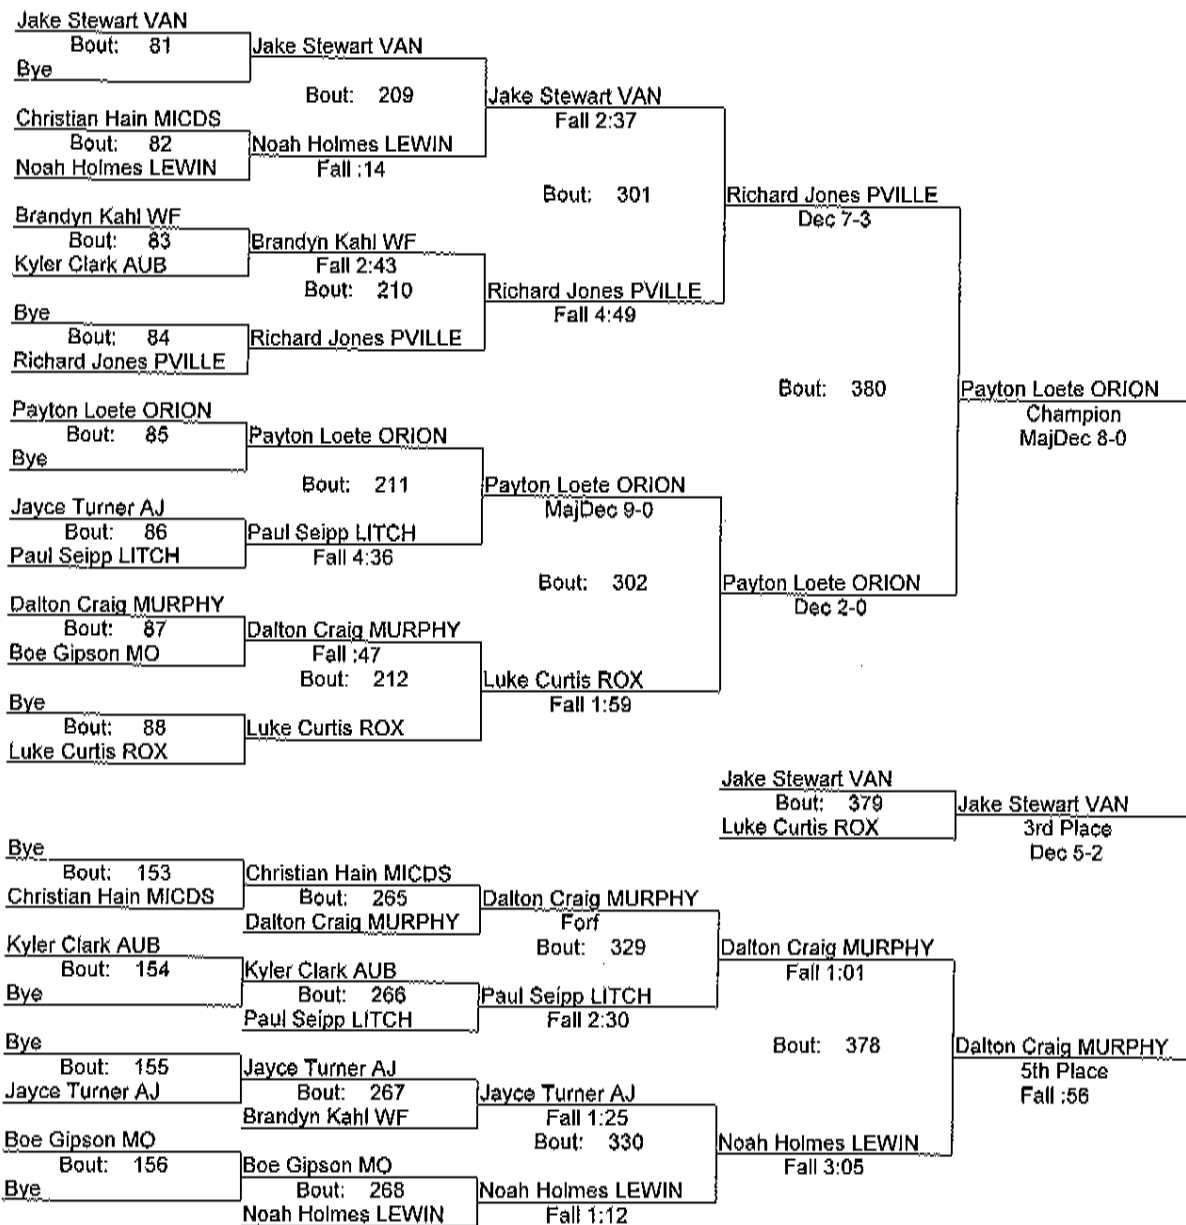 Jake Stewart VAN
Bout: 81
Bye
Jake Stewart VAN
Bout: 209
Christian Hain MICDS
Bout: 82
Noah Holmes LEWIN
Noah Holmes LEWIN
Fall :14
Jake Stewart VAN
Fall 2:37
Bout: 301
Brandyn Kahl WF
Bout: 83
Kyler Clark AUB
Brandyn Kahl WF
Fall 2:43
Bout: 210
Bye
Bout: 84
Richard Jones PVILLE
Richard Jones PVILLE
Richard Jones PVILLE
Fall 4:49
Richard Jones PVILLE
Dec 7-3
Bout: 380
Payton Loete ORION
Champion
MajDec 8-0
Payton Loete ORION
Bout: 85
Bye
Payton Loete ORION
Bout: 211
Jayce Turner AJ
Bout: 86
Paul Seipp LITCH
Paul Seipp LITCH
Fall 4:36
Payton Loete ORION
MajDec 9-0
Bout: 302
Payton Loete ORION
Dec 2-0
Dalton Craig MURPHY
Bout: 87
Boe Gipson MO
Dalton Craig MURPHY
Fall :47
Bout: 212
Bye
Bout: 88
Luke Curtis ROX
Luke Curtis ROX
Luke Curtis ROX
Fall 1:59
Jake Stewart VAN
Bout: 379
Luke Curtis ROX
Jake Stewart VAN
3rd Place
Dec 5-2
Bye
Bout: 153
Christian Hain MICDS
Christian Hain MICDS
Bout: 265
Dalton Craig MURPHY
Dalton Craig MURPHY
Forf
Bout: 329
Kyler Clark AUB
Bout: 154
Bye
Kyler Clark AUB
Bout: 266
Paul Seipp LITCH
Paul Seipp LITCH
Fall 2:30
Dalton Craig MURPHY
Fall 1:01
Bout: 378
Bye
Bout: 155
Jayce Turner AJ
Jayce Turner AJ
Bout: 267
Brandyn Kahl WF
Jayce Turner AJ
Fall 1:25
Bout: 330
Boe Gipson MO
Bout: 156
Bye
Boe Gipson MO
Bout: 268
Noah Holmes LEWIN
Noah Holmes LEWIN
Fall 1:12
Noah Holmes LEWIN
Fall 3:05
Dalton Craig MURPHY
5th Place
Fall :56